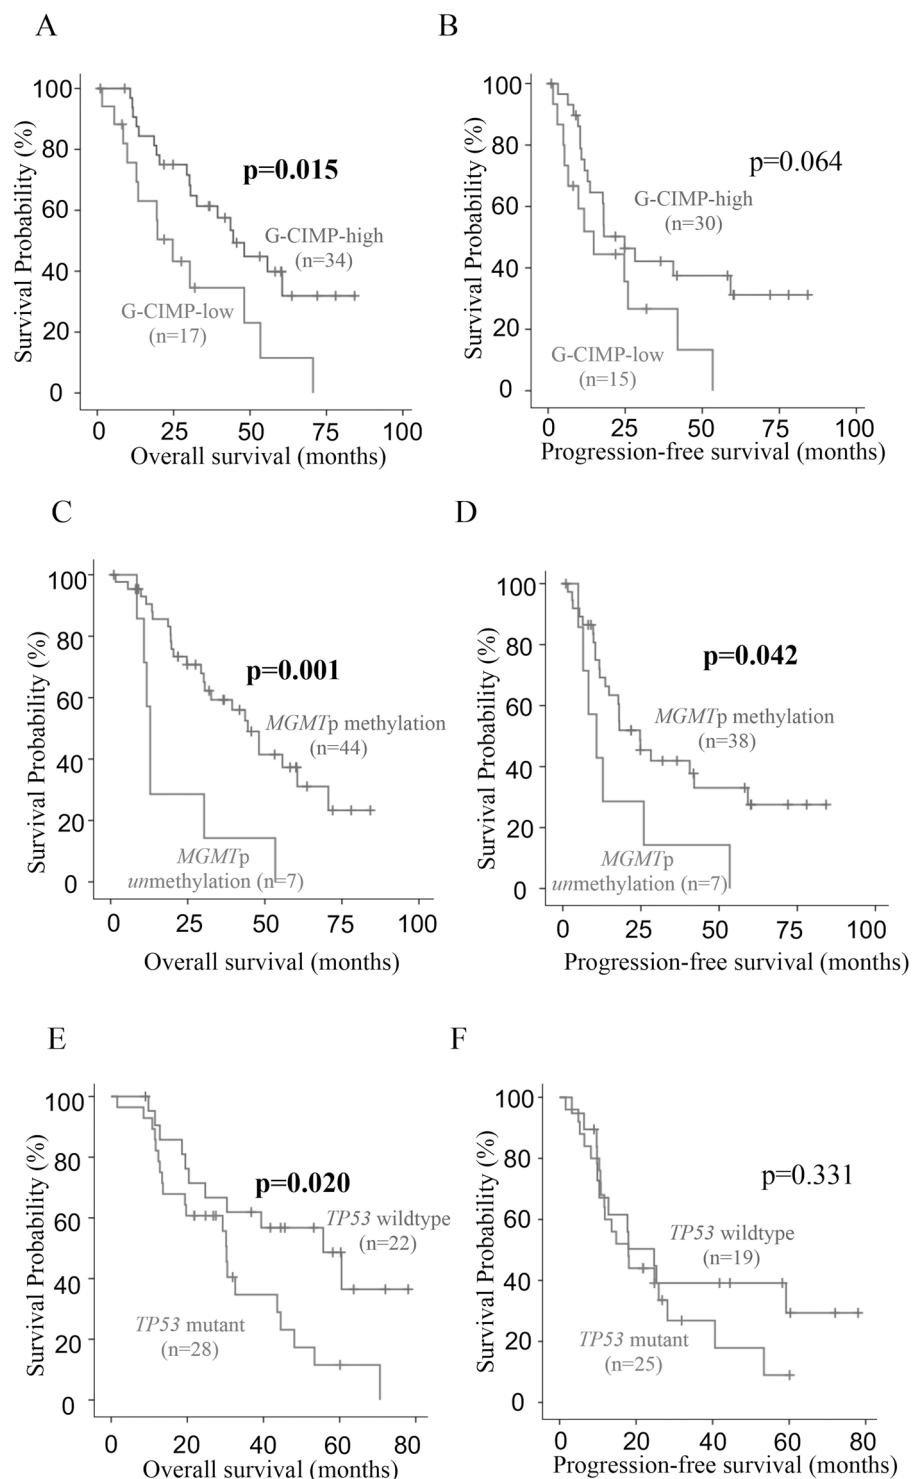 A
Survival Probability (%)
100
80
60
40
20
0
p=0.015
G-CIMP-high
(n=34)
G-CIMP-low
(n=17)
0 25 50 75 100
Overall survival (months)
B
Survival Probability (%)
100
80
60
40
20
0
p=0.064
G-CIMP-high
(n=30)
G-CIMP-low
(n=15)
0 25 50 75 100
Progression-free survival (months)
C
Survival Probability (%)
100
80
60
40
20
0
p=0.001
MGMTp methylation
(n=44)
MGMTp
unmethylation (n=7)
0 25 50 75 100
Overall survival (months)
D
Survival Probability (%)
100
80
60
40
20
0
p=0.042
MGMTp methylation
(n=38)
MGMTp
unmethylation (n=7)
0 25 50 75 100
Progression-free survival (months)
E
Survival Probability (%)
100
80
60
40
20
0
p=0.020
TP53 wildtype
(n=22)
TP53 mutant
(n=28)
0 20 40 60 80
Overall survival (months)
F
Survival Probability (%)
100
80
60
40
20
0
p=0.331
TP53 wildtype
(n=19)
TP53 mutant
(n=25)
0 20 40 60 80
Progression-free survival (months)